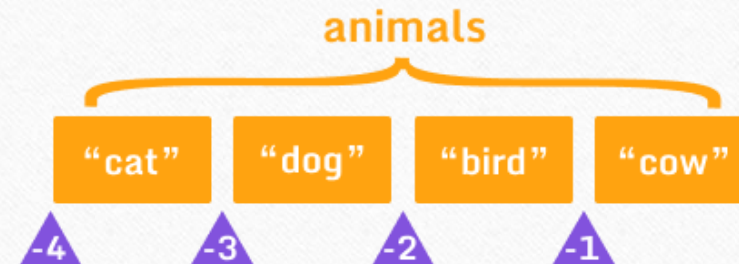 animals
“cat” “dog” “bird” “cow”
-4 -3 -2 -1